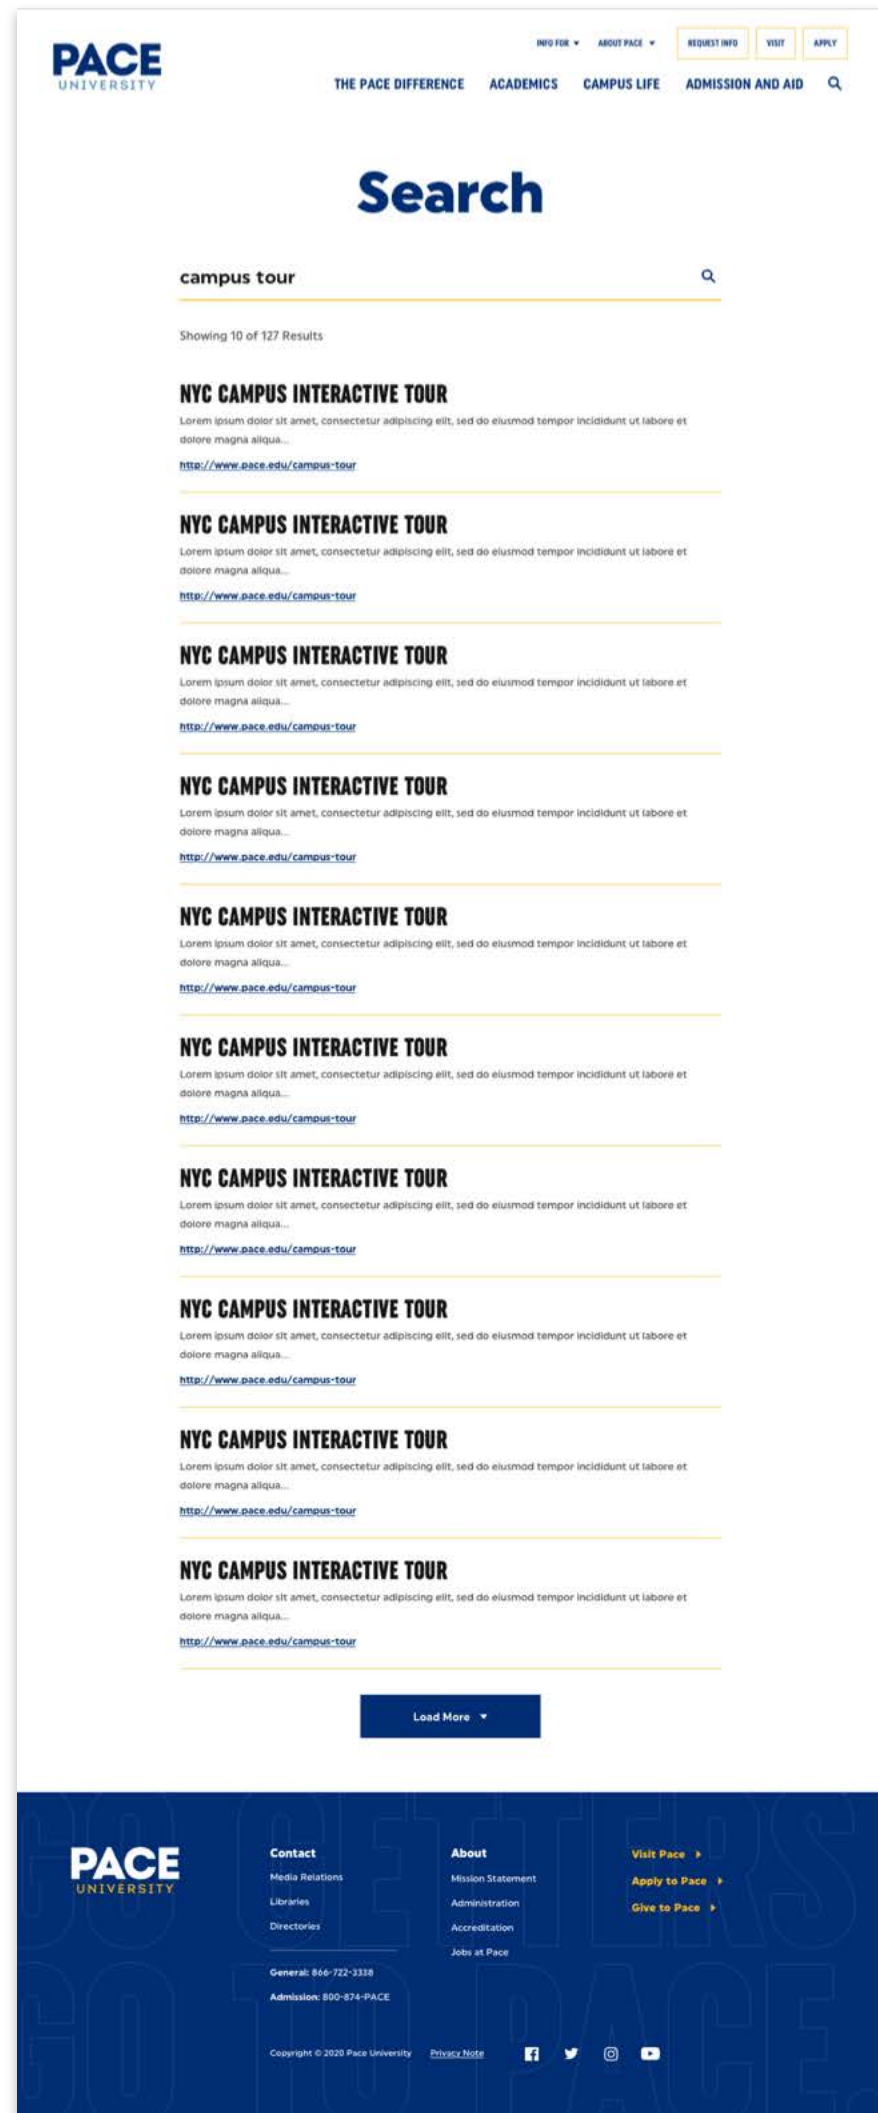 PACE
UNIVERSITY
INFO FOR
ABOUT PACE
REQUEST INFO
VISIT
APPLY
THE PACE DIFFERENCE
ACADEMICS
CAMPUS LIFE
ADMISSION AND AID
Search
campus tour
Showing 10 of 127 Results
NYC CAMPUS INTERACTIVE TOUR
Lorem ipsum dolor sit amet, consectetur adipiscing elit, sed do eiusmod tempor incididunt ut labore et
dolore magna aliqua...
http://www.pace.edu/campus-tour
NYC CAMPUS INTERACTIVE TOUR
Lorem ipsum dolor sit amet, consectetur adipiscing elit, sed do eiusmod tempor incididunt ut labore et
dolore magna aliqua...
http://www.pace.edu/campus-tour
NYC CAMPUS INTERACTIVE TOUR
Lorem ipsum dolor sit amet, consectetur adipiscing elit, sed do eiusmod tempor incididunt ut labore et
dolore magna aliqua...
http://www.pace.edu/campus-tour
NYC CAMPUS INTERACTIVE TOUR
Lorem ipsum dolor sit amet, consectetur adipiscing elit, sed do eiusmod tempor incididunt ut labore et
dolore magna aliqua...
http://www.pace.edu/campus-tour
NYC CAMPUS INTERACTIVE TOUR
Lorem ipsum dolor sit amet, consectetur adipiscing elit, sed do eiusmod tempor incididunt ut labore et
dolore magna aliqua...
http://www.pace.edu/campus-tour
NYC CAMPUS INTERACTIVE TOUR
Lorem ipsum dolor sit amet, consectetur adipiscing elit, sed do eiusmod tempor incididunt ut labore et
dolore magna aliqua...
http://www.pace.edu/campus-tour
NYC CAMPUS INTERACTIVE TOUR
Lorem ipsum dolor sit amet, consectetur adipiscing elit, sed do eiusmod tempor incididunt ut labore et
dolore magna aliqua...
http://www.pace.edu/campus-tour
NYC CAMPUS INTERACTIVE TOUR
Lorem ipsum dolor sit amet, consectetur adipiscing elit, sed do eiusmod tempor incididunt ut labore et
dolore magna aliqua...
http://www.pace.edu/campus-tour
NYC CAMPUS INTERACTIVE TOUR
Lorem ipsum dolor sit amet, consectetur adipiscing elit, sed do eiusmod tempor incididunt ut labore et
dolore magna aliqua...
http://www.pace.edu/campus-tour
NYC CAMPUS INTERACTIVE TOUR
Lorem ipsum dolor sit amet, consectetur adipiscing elit, sed do eiusmod tempor incididunt ut labore et
dolore magna aliqua...
http://www.pace.edu/campus-tour
Load More
GO GETTERS
GO TO PACE.
PACE
UNIVERSITY
Contact
Media Relations
Libraries
Directories
General: 866-722-3338
Admission: 800-874-PACE
About
Mission Statement
Administration
Accreditation
Jobs at Pace
Visit Pace
Apply to Pace
Give to Pace
Copyright © 2020 Pace University
Privacy Note